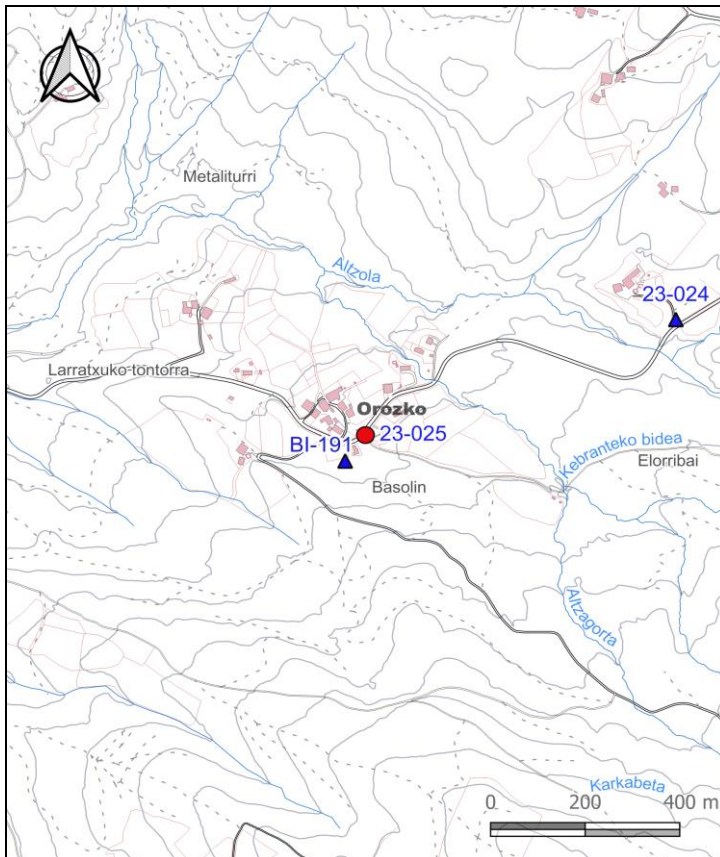 Metaliturri
Altzola
23-024
Larratxuko tontorra
Orozko
23-025
BI-191
Kebranteko bidea
Elorribai
Basolin
Altzagorta
Karkabeta
0 200 400 m